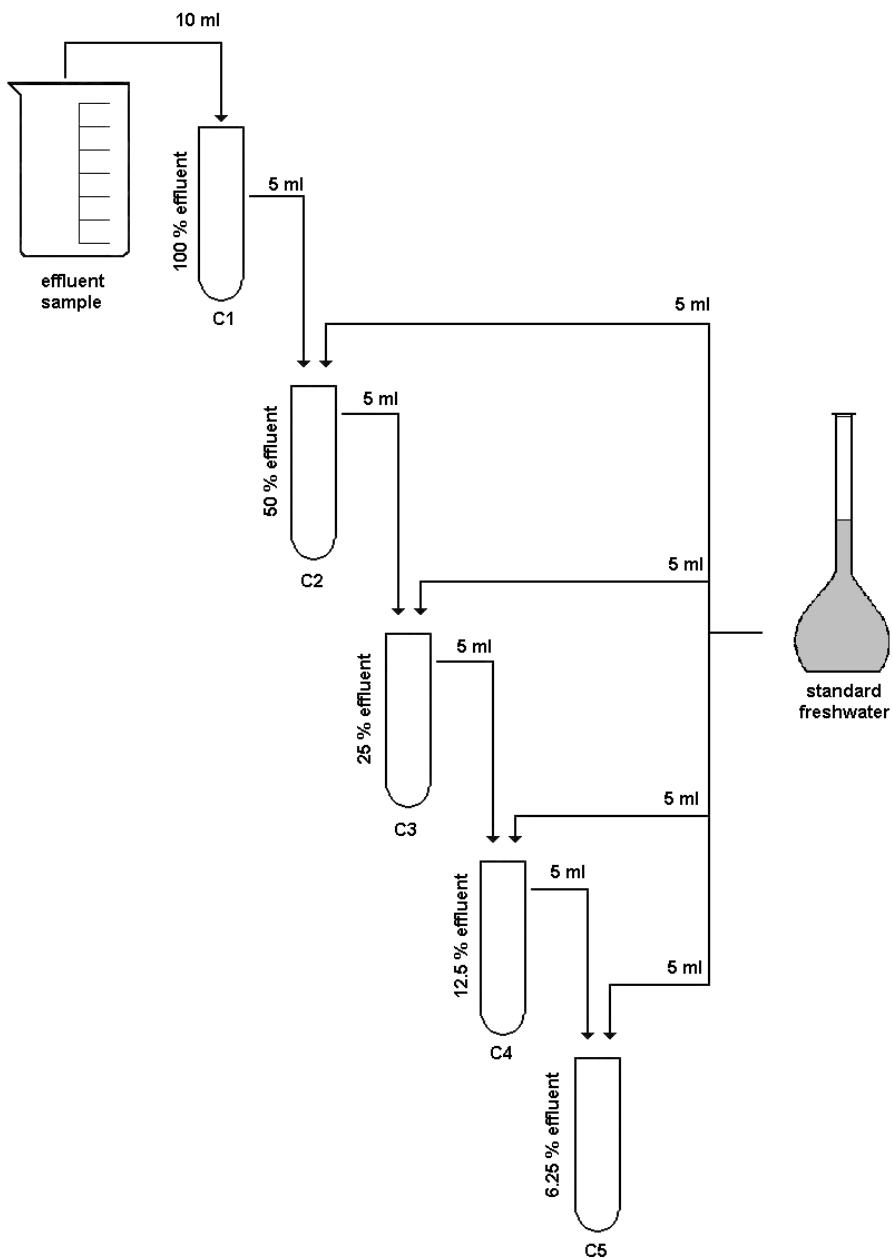 10 ml
100 % effluent
5 ml
effluent
sample
C1
5 ml
50 % effluent
5 ml
C2
5 ml
25 % effluent
5 ml
standard
freshwater
C3
5 ml
12.5 % effluent
5 ml
C4
5 ml
6.25 % effluent
C5